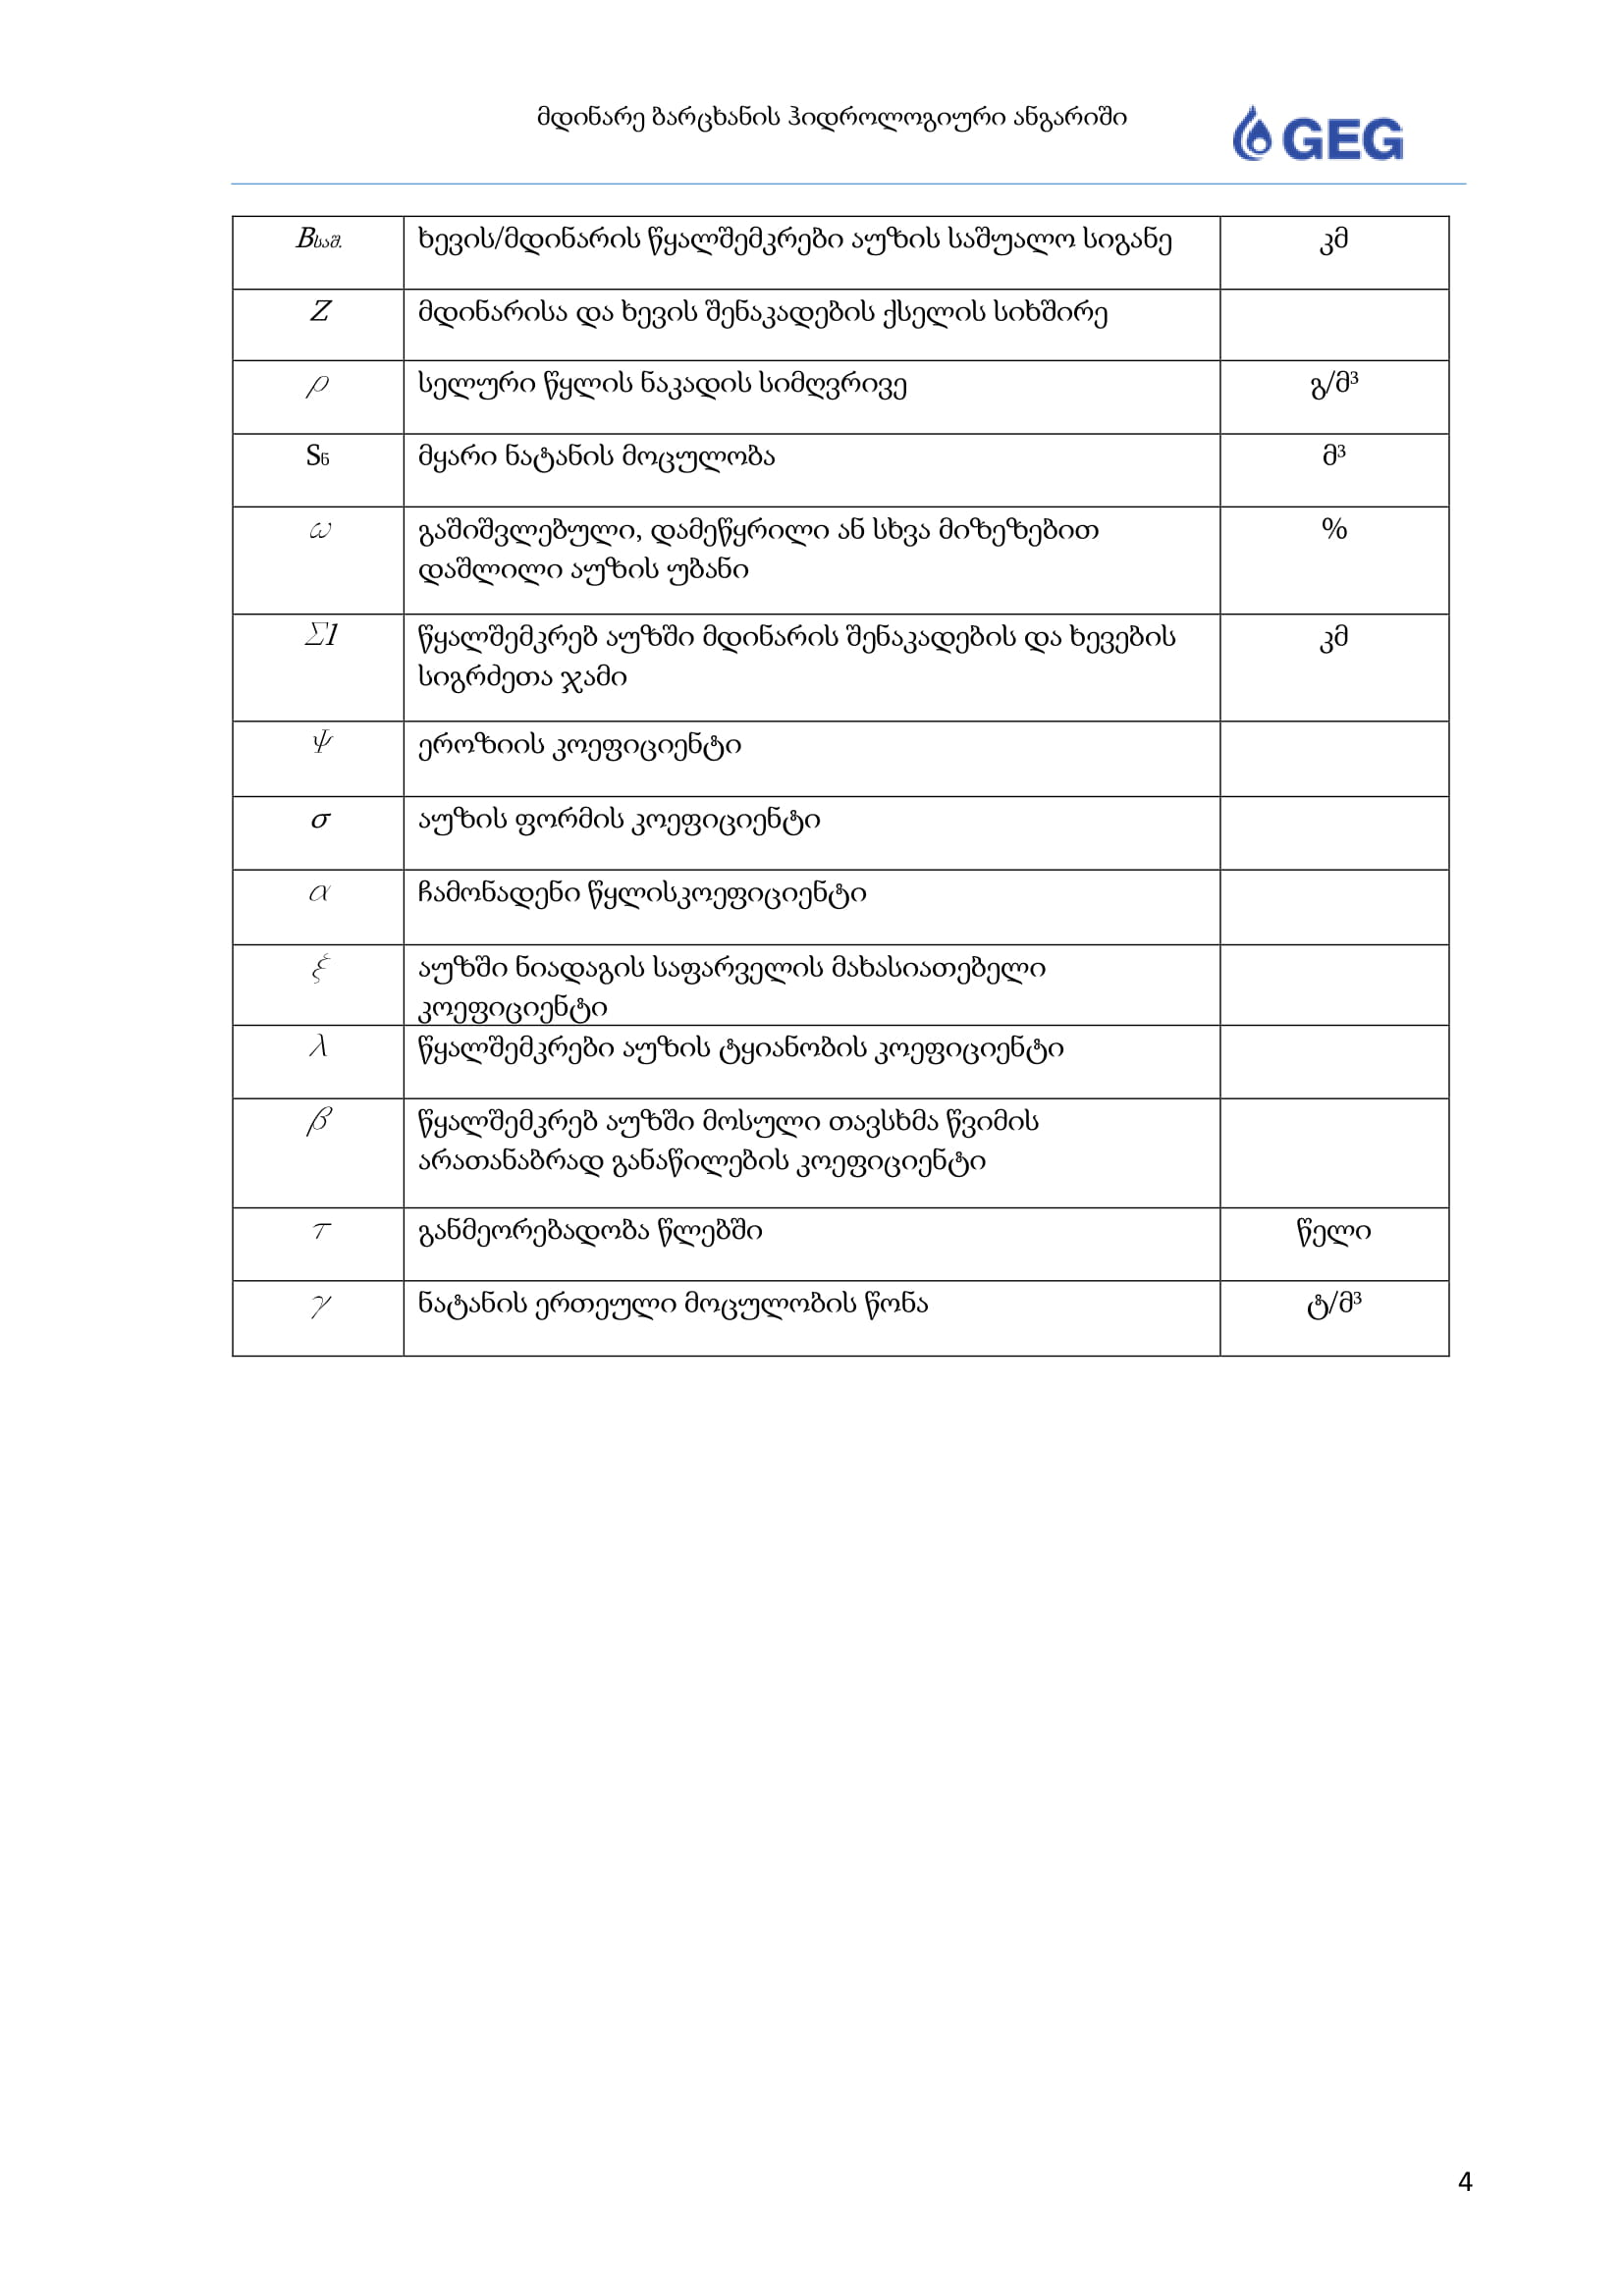 მდინარე ბარცხანის ჰიდროლოგიური ანგარიში
GEG
Bსაშ. ხევის/მდინარის წყალშემკრები აუზის საშუალო სიგანე კმ
Z მდინარისა და ხევის შენაკადების ქსელის სიხშირე
ρ სელური წყლის ნაკადის სიმღვრივე გ/მ³
Sნ მყარი ნატანის მოცულობა მ³
ω გაშიშვლებული, დამეწყრილი ან სხვა მიზეზებით %
დაშლილი აუზის უბანი
Σl წყალშემკრებ აუზში მდინარის შენაკადების და ხევების კმ
სიგრძეთა ჯამი
Ψ ეროზიის კოეფიციენტი
σ აუზის ფორმის კოეფიციენტი
α ჩამონადენი წყლისკოეფიციენტი
ξ აუზში ნიადაგის საფარველის მახასიათებელი
კოეფიციენტი
λ წყალშემკრები აუზის ტყიანობის კოეფიციენტი
β წყალშემკრებ აუზში მოსული თავსხმა წვიმის
არათანაბრად განაწილების კოეფიციენტი
τ განმეორებადობა წლებში წელი
γ ნატანის ერთეული მოცულობის წონა ტ/მ³
4